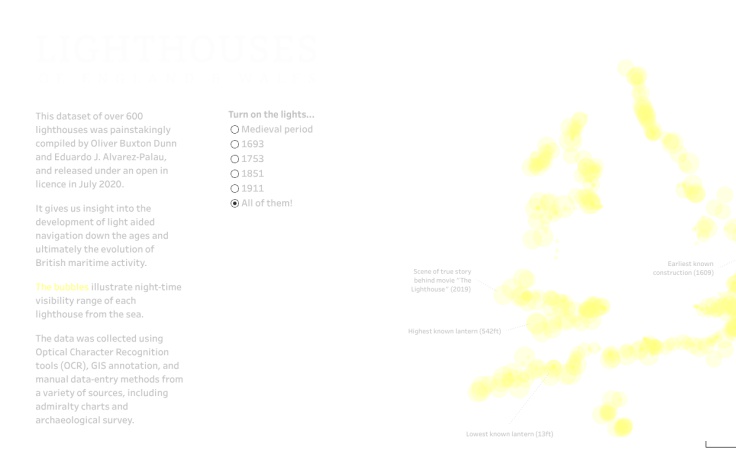 LIGHTHOUSES
This dataset of over 600
lighthouses was painstakingly
compiled by Oliver Buxton Dunn
and Eduardo J. Alvarez-Palau,
and released under an open in
licence in July 2020.
It gives us insight into the
development of light aided
navigation down the ages and
ultimately the evolution of
British maritime activity.
The bubbles illustrate night-time
visibility range of each
lighthouse from the sea.
The data was collected using
Optical Character Recognition
tools (OCR), GIS annotation, and
manual data-entry methods from
a variety of sources, including
admiralty charts and
archaeological survey.
Turn on the lights...
Medieval period
1693
1753
1851
1911
All of them!
Scene of true story
behind movie "The
Lighthouse" (2019)
Highest known lantern (542ft)
Lowest known lantern (13ft)
Earliest known
construction (1609)